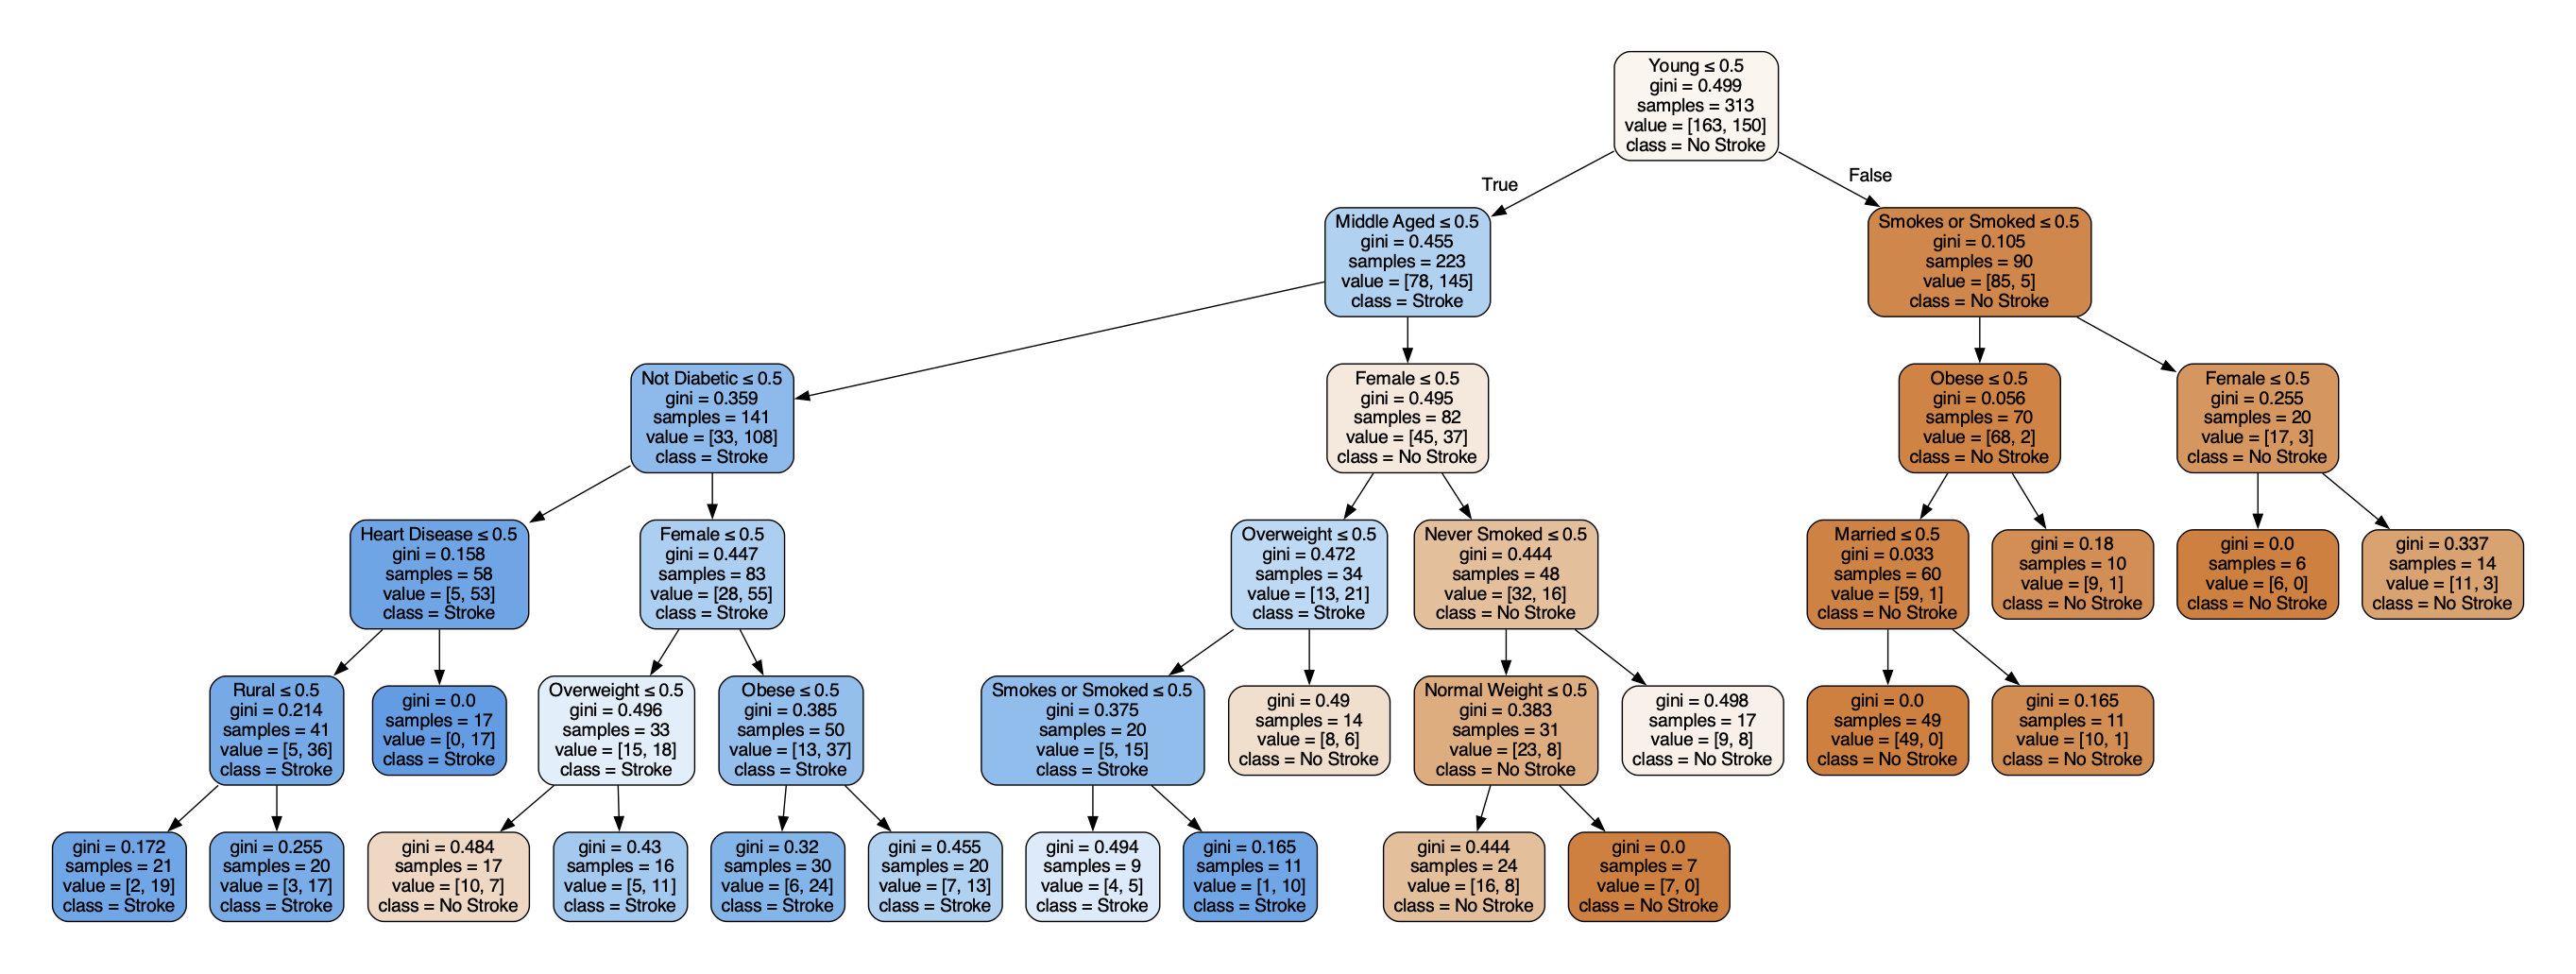 Young ≤ 0.5
gini = 0.499
samples = 313
value = [163, 150]
class = No Stroke
True
False
Middle Aged ≤ 0.5
gini = 0.455
samples = 223
value = [78, 145]
class = Stroke
Smokes or Smoked ≤ 0.5
gini = 0.105
samples = 90
value = [85, 5]
class = No Stroke
Not Diabetic ≤ 0.5
gini = 0.359
samples = 141
value = [33, 108]
class = Stroke
Female ≤ 0.5
gini = 0.495
samples = 82
value = [45, 37]
class = No Stroke
Obese ≤ 0.5
gini = 0.056
samples = 70
value = [68, 2]
class = No Stroke
Female ≤ 0.5
gini = 0.255
samples = 20
value = [17, 3]
class = No Stroke
Heart Disease ≤ 0.5
gini = 0.158
samples = 58
value = [5, 53]
class = Stroke
Female ≤ 0.5
gini = 0.447
samples = 83
value = [28, 55]
class = Stroke
Overweight ≤ 0.5
gini = 0.472
samples = 34
value = [13, 21]
class = Stroke
Never Smoked ≤ 0.5
gini = 0.444
samples = 48
value = [32, 16]
class = No Stroke
Married ≤ 0.5
gini = 0.033
samples = 60
value = [59, 1]
class = No Stroke
gini = 0.18
samples = 10
value = [9, 1]
class = No Stroke
gini = 0.0
samples = 6
value = [6, 0]
class = No Stroke
gini = 0.337
samples = 14
value = [11, 3]
class = No Stroke
Rural ≤ 0.5
gini = 0.214
samples = 41
value = [5, 36]
class = Stroke
gini = 0.0
samples = 17
value = [0, 17]
class = Stroke
Overweight ≤ 0.5
gini = 0.496
samples = 33
value = [15, 18]
class = Stroke
Obese ≤ 0.5
gini = 0.385
samples = 50
value = [13, 37]
class = Stroke
Smokes or Smoked ≤ 0.5
gini = 0.375
samples = 20
value = [5, 15]
class = Stroke
gini = 0.49
samples = 14
value = [8, 6]
class = No Stroke
Normal Weight ≤ 0.5
gini = 0.383
samples = 31
value = [23, 8]
class = No Stroke
gini = 0.498
samples = 17
value = [9, 8]
class = No Stroke
gini = 0.0
samples = 49
value = [49, 0]
class = No Stroke
gini = 0.165
samples = 11
value = [10, 1]
class = No Stroke
gini = 0.172
samples = 21
value = [2, 19]
class = Stroke
gini = 0.255
samples = 20
value = [3, 17]
class = Stroke
gini = 0.484
samples = 17
value = [10, 7]
class = No Stroke
gini = 0.43
samples = 16
value = [5, 11]
class = Stroke
gini = 0.32
samples = 30
value = [6, 24]
class = Stroke
gini = 0.455
samples = 20
value = [7, 13]
class = Stroke
gini = 0.494
samples = 9
value = [4, 5]
class = Stroke
gini = 0.165
samples = 11
value = [1, 10]
class = Stroke
gini = 0.444
samples = 24
value = [16, 8]
class = No Stroke
gini = 0.0
samples = 7
value = [7, 0]
class = No Stroke